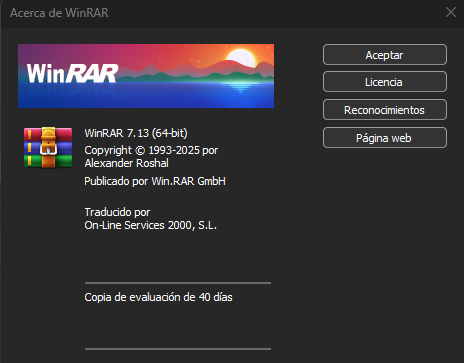 Acerca de WinRAR
WinRAR
Aceptar
Licencia
Reconocimientos
Página web
WinRAR 7.13 (64-bit)
Copyright © 1993-2025 por
Alexander Roshal
Publicado por Win.RAR GmbH
Traducido por
On-Line Services 2000, S.L.
Copia de evaluación de 40 días